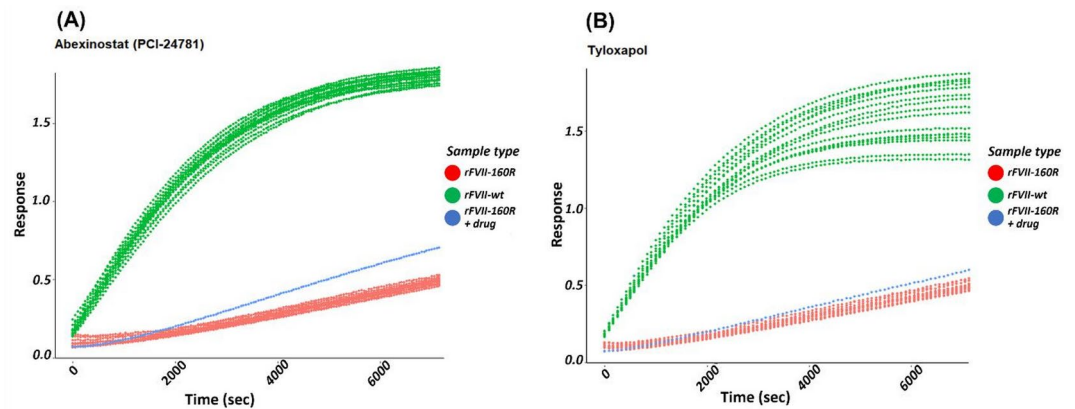 (A)
Abexinostat (PCI-24781)
Response
1.5
1.0
0.5
0.0
0
2000
4000
6000
Time (sec)
Sample type
rFVII-160R
rFVII-wt
rFVII-160R
+ drug
(B)
Tyloxapol
Response
1.5
1.0
0.5
0.0
0
2000
4000
6000
Time (sec)
Sample type
rFVII-160R
rFVII-wt
rFVII-160R
+ drug